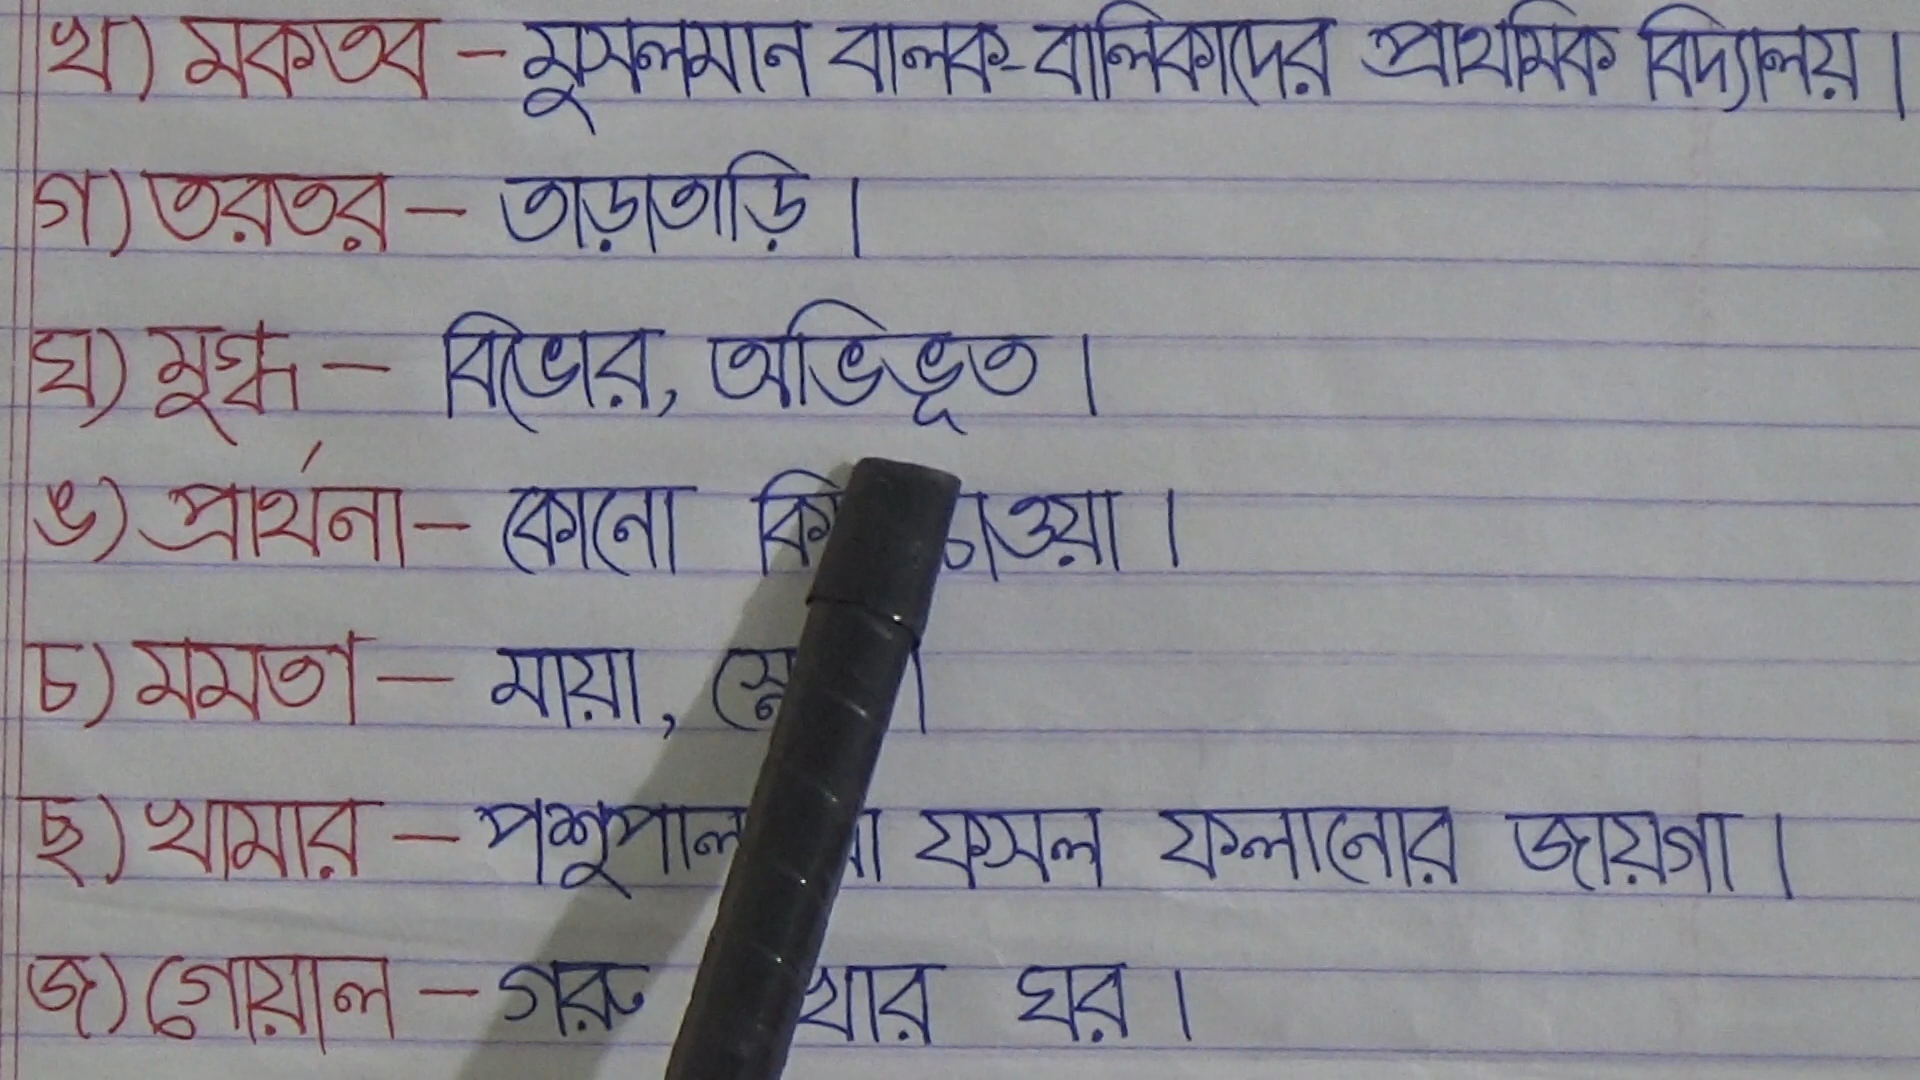 খ) মকতব - মুসলমান বালক-বালিকাদের প্রাথমিক বিদ্যালয়।
গ) তরতর - তাড়াতাড়ি।
ঘ) মুগ্ধ - বিভোর, অভিভূত।
ঙ) প্রার্থনা - কোনো চাওয়া।
চ) মমতা - মায়া,
ছ) খামার - ফসল ফলানোর জায়গা।
জ) গোয়াল - গরু ঘর।